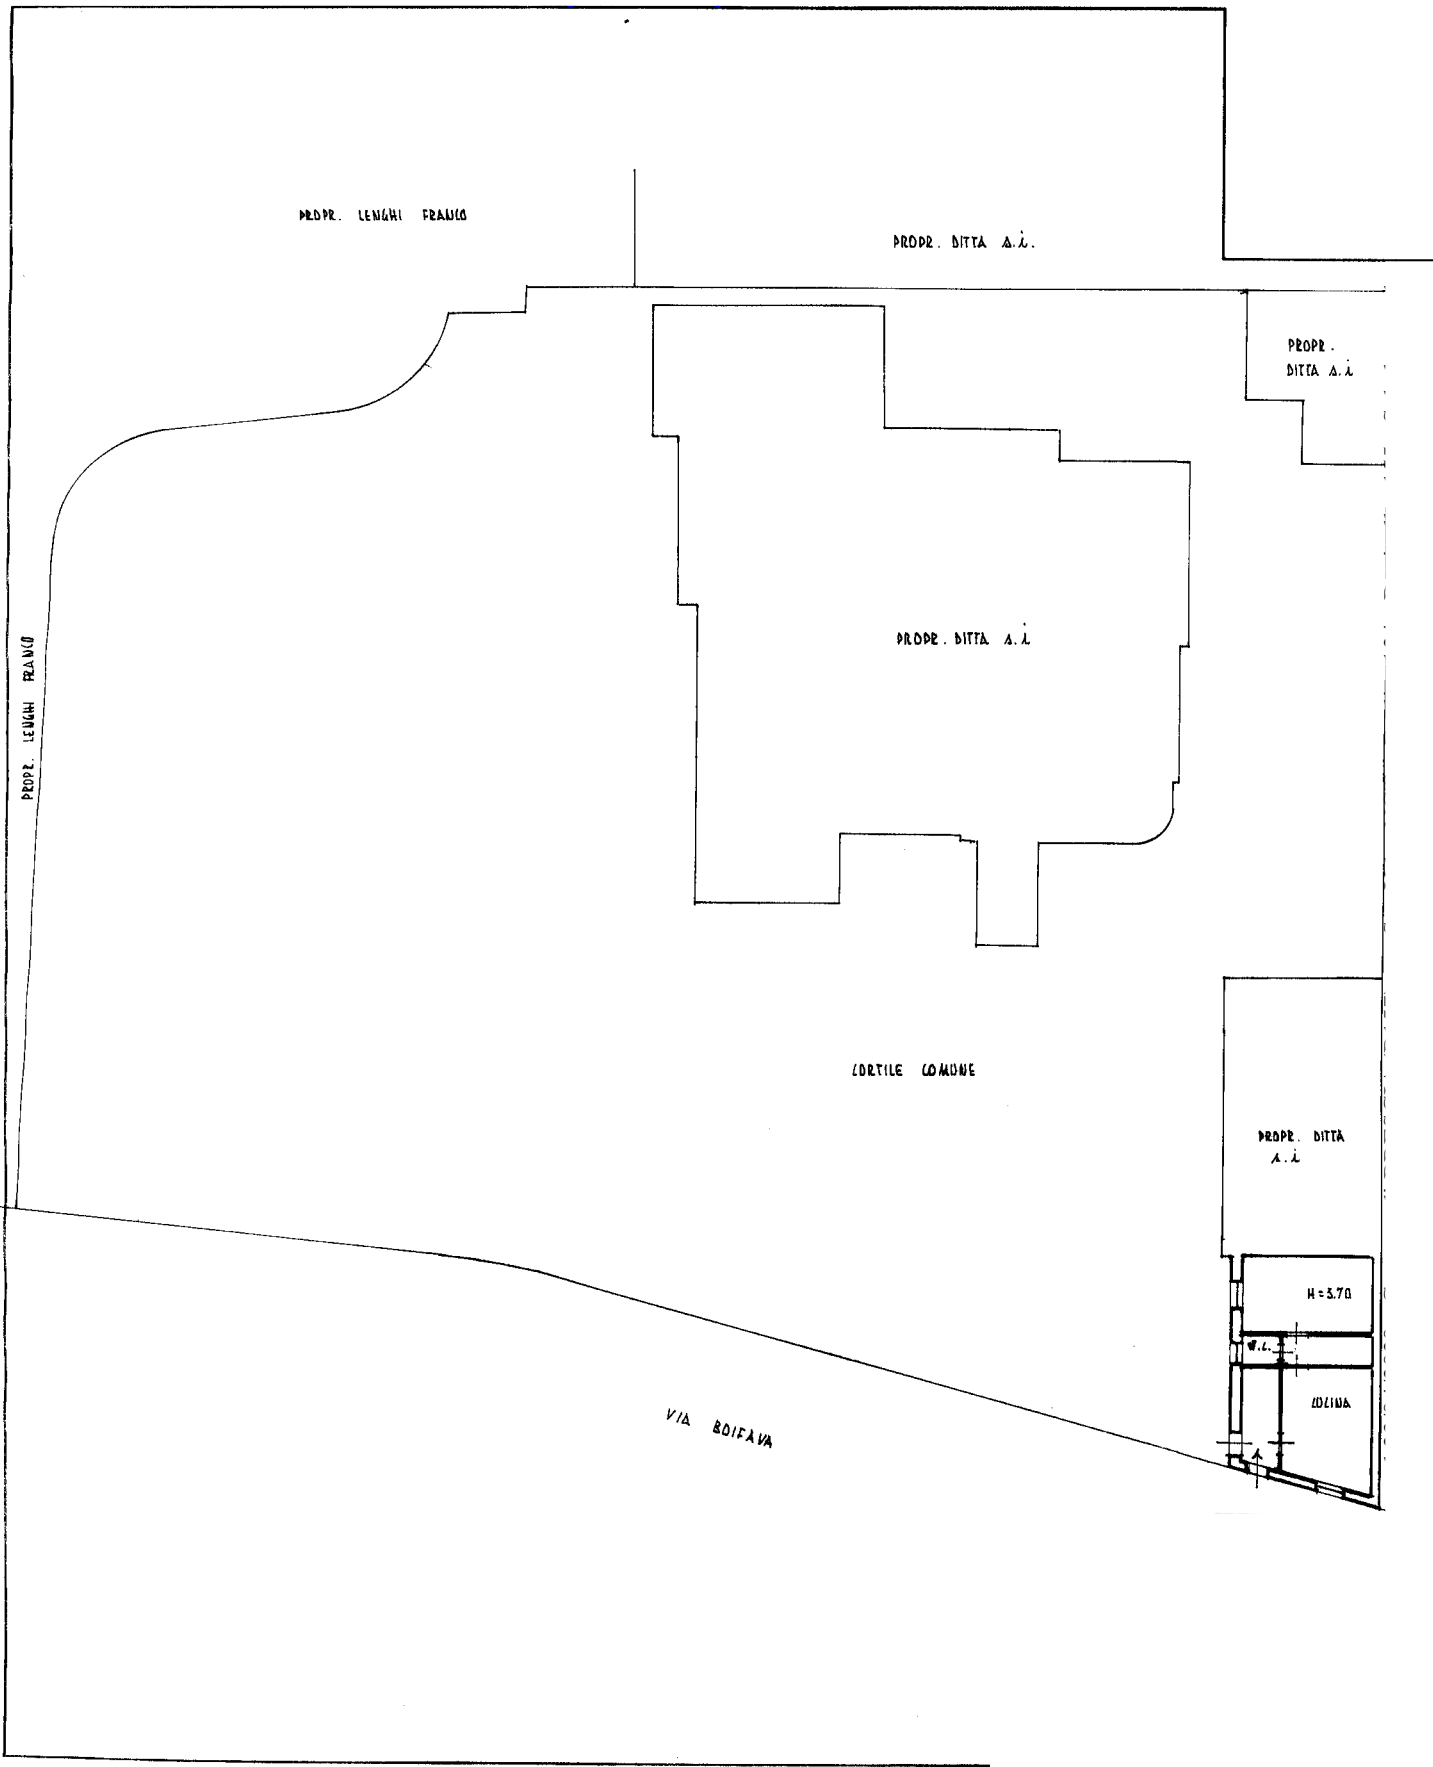 PROPR. LENGHI FRANCO
PROPR. DITTA s.i.
PROPR.
DITTA s.i
PROPR. DITTA s.i
PROPR. LENGHI FRANCO
CORTILE COMUNE
PROPR. DITTA
s.i
H=3.70
W.C.
CUCINA
VIA BOIFAVA